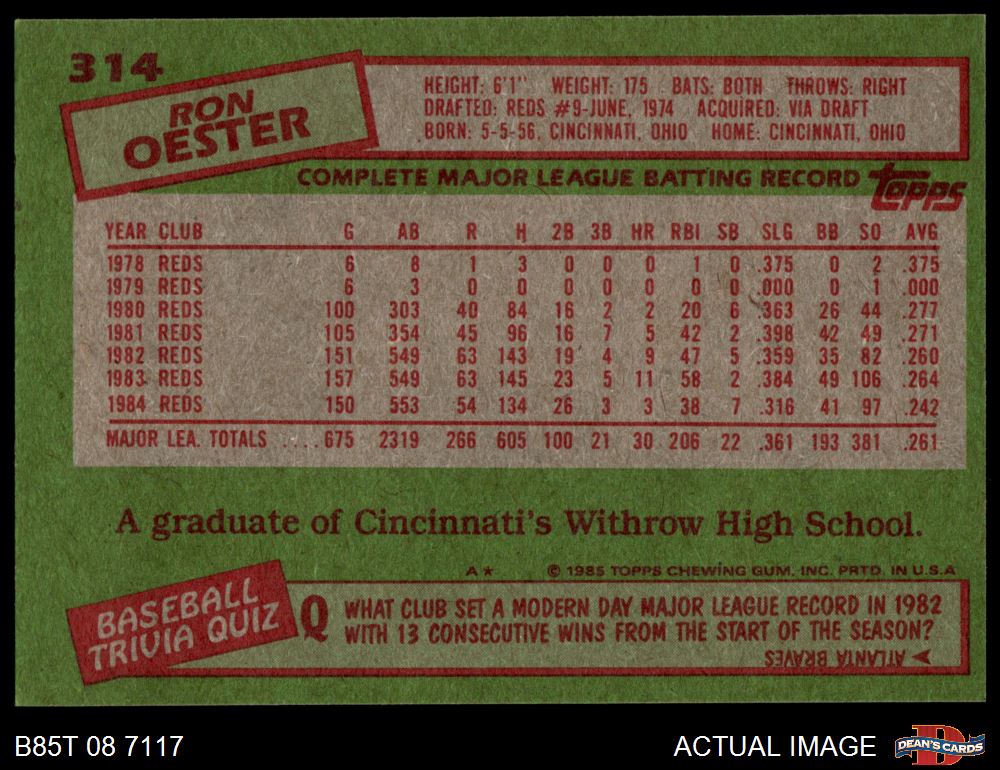 314
RON
OESTER
HEIGHT: 6'1" WEIGHT: 175 BATS: BOTH THROWS: RIGHT
DRAFTED: REDS #9-JUNE, 1974 ACQUIRED: VIA DRAFT
BORN: 5-5-56, CINCINNATI, OHIO HOME: CINCINNATI, OHIO
COMPLETE MAJOR LEAGUE BATTING RECORD topps
YEAR CLUB G AB R H 2B 3B HR RBI SB SLG BB SO AVG
1978 REDS 6 8 1 3 0 0 0 1 0 .375 0 2 .375
1979 REDS 6 3 0 0 0 0 0 0 0 .000 0 1 .000
1980 REDS 100 303 40 84 16 2 2 20 6 .363 26 44 .277
1981 REDS 105 354 45 96 16 7 5 42 2 .398 42 49 .271
1982 REDS 151 549 63 143 19 4 9 47 5 .359 35 82 .260
1983 REDS 157 549 63 145 23 5 11 58 2 .384 49 106 .264
1984 REDS 150 553 54 134 26 3 3 38 7 .316 41 97 .242
MAJOR LEA. TOTALS ....675 2319 266 605 100 21 30 206 22 .361 193 381 .261
A graduate of Cincinnati's Withrow High School.
A★ © 1985 TOPPS CHEWING GUM, INC. PRTD. IN U.S.A
BASEBALL
TRIVIA QUIZ
Q WHAT CLUB SET A MODERN DAY MAJOR LEAGUE RECORD IN 1982
WITH 13 CONSECUTIVE WINS FROM THE START OF THE SEASON?
➤ ATLANTA BRAVES
B85T 08 7117
ACTUAL IMAGE
DEAN'S CARDS